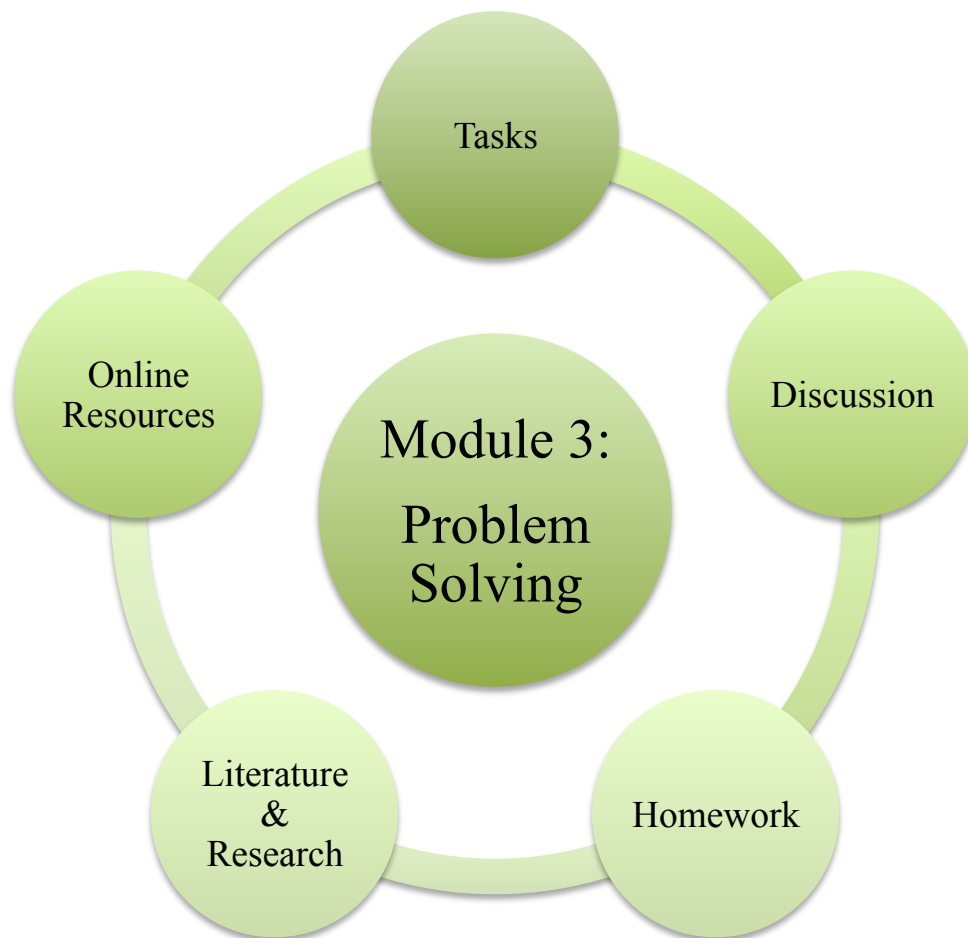 Tasks
Discussion
Homework
Literature
&
Research
Online
Resources
Module 3:
Problem
Solving